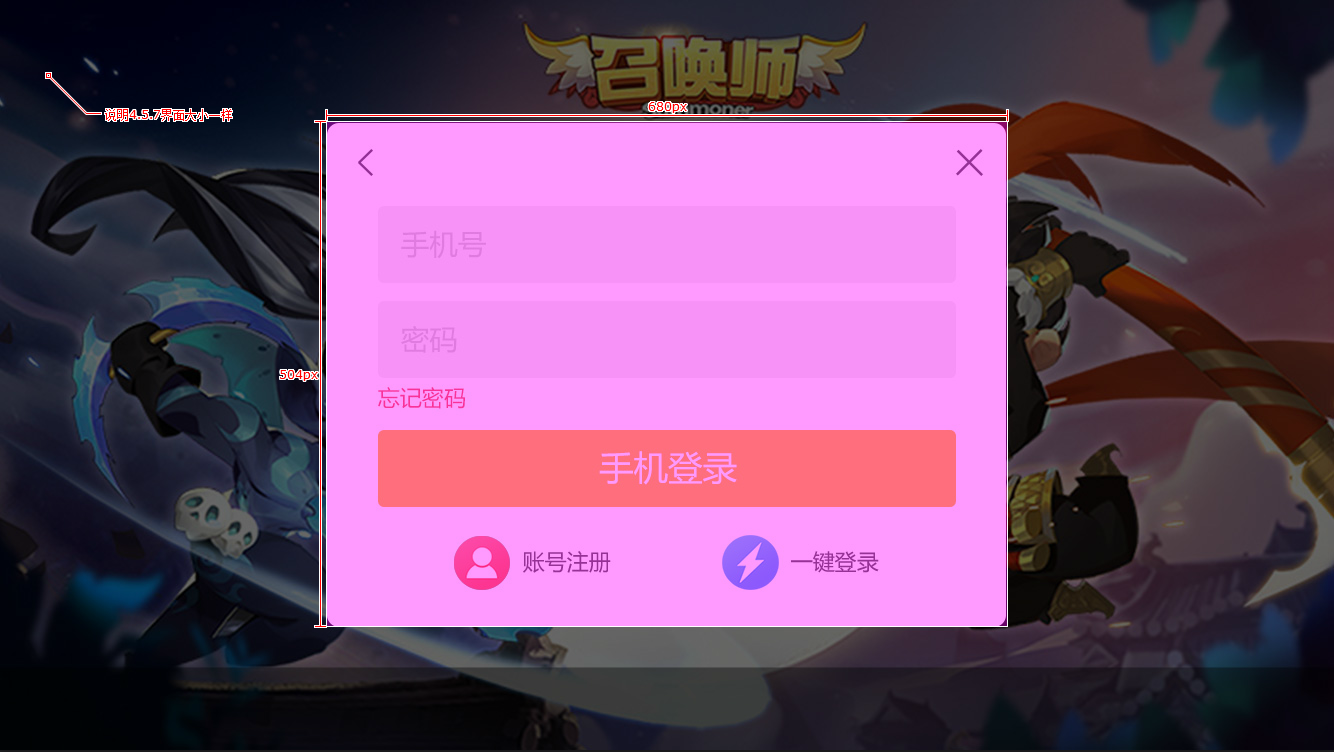 召唤师
Summoner
680px
说明4.5.7界面大小一样
手机号
密码
504px
忘记密码
手机登录
账号注册
一键登录